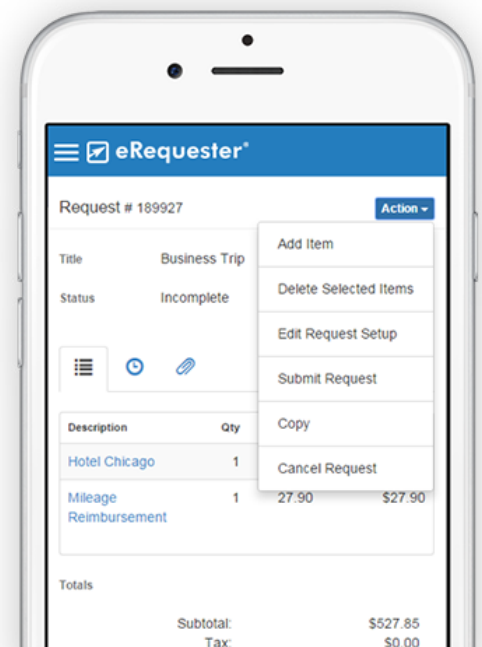 eRequester®
Request # 189927
Action
Title Business Trip
Status Incomplete
Add Item
Delete Selected Items
Edit Request Setup
Submit Request
Copy
Cancel Request
Description Qty
Hotel Chicago 1
Mileage 1 27.90 $27.90
Reimbursement
Totals
Subtotal: $527.85
Tax: $0.00